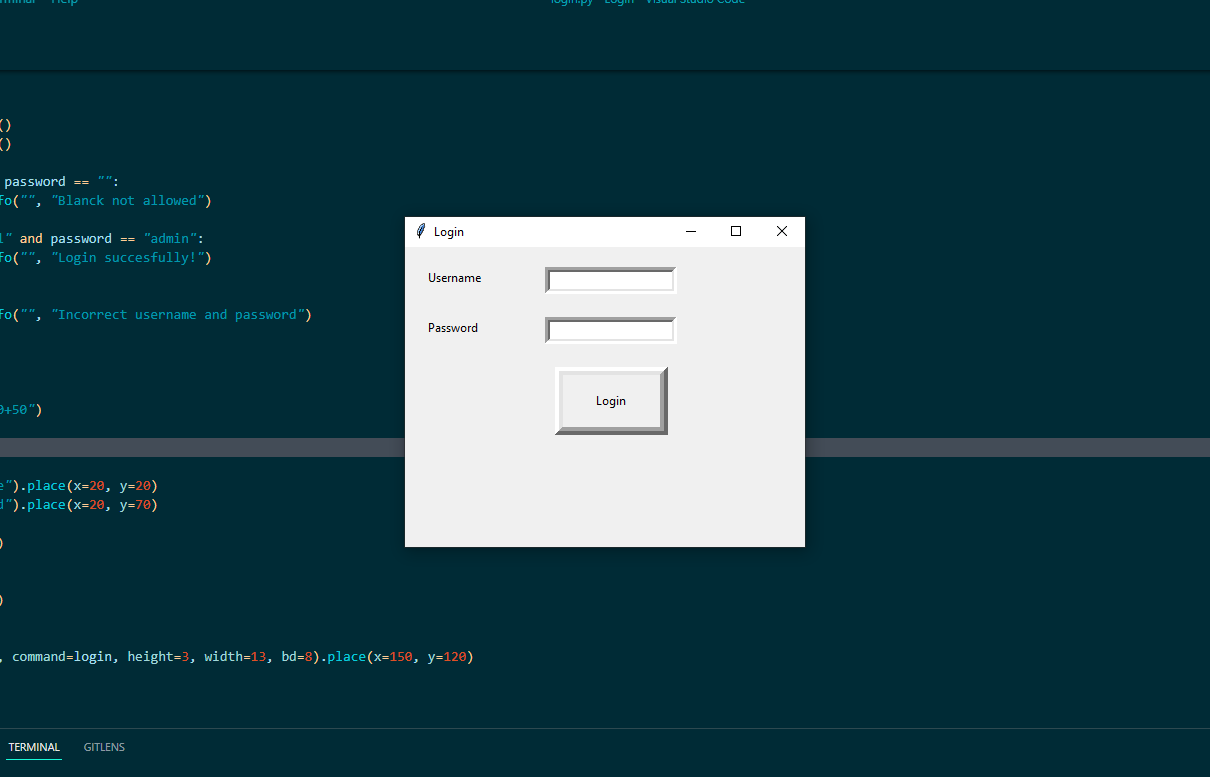 Terminal Help login.py - Login - Visual Studio Code
()
()
password == "":
fo("", "Blanck not allowed")
l" and password == "admin":
fo("", "Login succesfully!")
fo("", "Incorrect username and password")
0+50")
e").place(x=20, y=20)
d").place(x=20, y=70)
)
)
, command=login, height=3, width=13, bd=8).place(x=150, y=120)
TERMINAL GITLENS
Login
Username
Password
Login